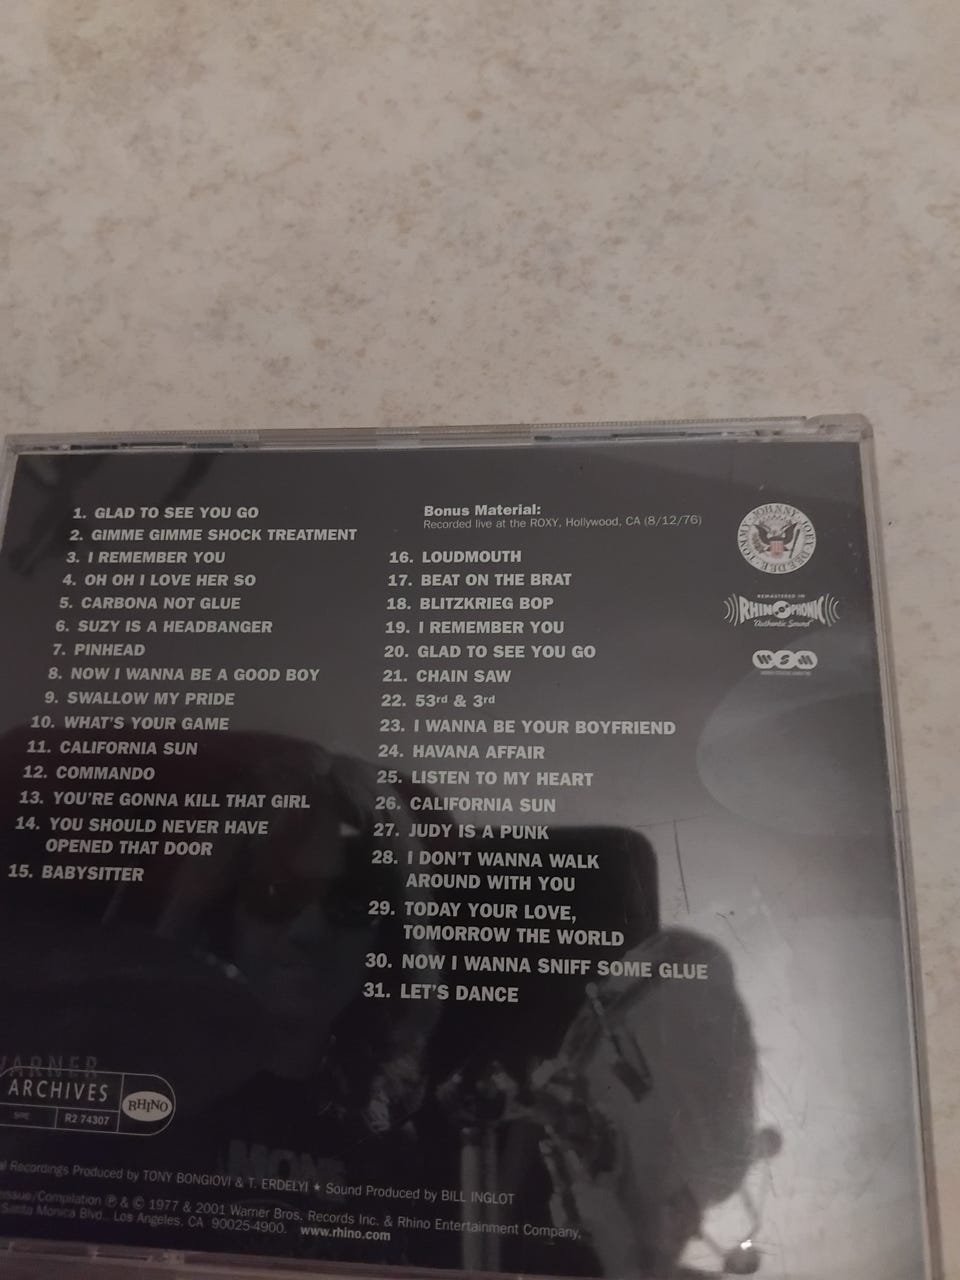 1. GLAD TO SEE YOU GO
2. GIMME GIMME SHOCK TREATMENT
3. I REMEMBER YOU
4. OH OH I LOVE HER SO
5. CARBONA NOT GLUE
6. SUZY IS A HEADBANGER
7. PINHEAD
8. NOW I WANNA BE A GOOD BOY
9. SWALLOW MY PRIDE
10. WHAT'S YOUR GAME
11. CALIFORNIA SUN
12. COMMANDO
13. YOU'RE GONNA KILL THAT GIRL
14. YOU SHOULD NEVER HAVE
OPENED THAT DOOR
15. BABYSITTER
Bonus Material:
Recorded live at the ROXY, Hollywood, CA (8/12/76)
16. LOUDMOUTH
17. BEAT ON THE BRAT
18. BLITZKRIEG BOP
19. I REMEMBER YOU
20. GLAD TO SEE YOU GO
21. CHAIN SAW
22. 53rd & 3rd
23. I WANNA BE YOUR BOYFRIEND
24. HAVANA AFFAIR
25. LISTEN TO MY HEART
26. CALIFORNIA SUN
27. JUDY IS A PUNK
28. I DON'T WANNA WALK
AROUND WITH YOU
29. TODAY YOUR LOVE,
TOMORROW THE WORLD
30. NOW I WANNA SNIFF SOME GLUE
31. LET'S DANCE
JOHNNY · JOEY · DEE DEE · TOMMY
REMASTERED IN
RHINOPHONIC
"Authentic Sound"
WSM
ARNER
ARCHIVES
R2 74307
RHINO
al Recordings Produced by TONY BONGIOVI & T. ERDELYI ★ Sound Produced by BILL INGLOT
issue/Compilation ℗ & © 1977 & 2001 Warner Bros. Records Inc. & Rhino Entertainment Company,
Santa Monica Blvd., Los Angeles, CA 90025-4900. www.rhino.com